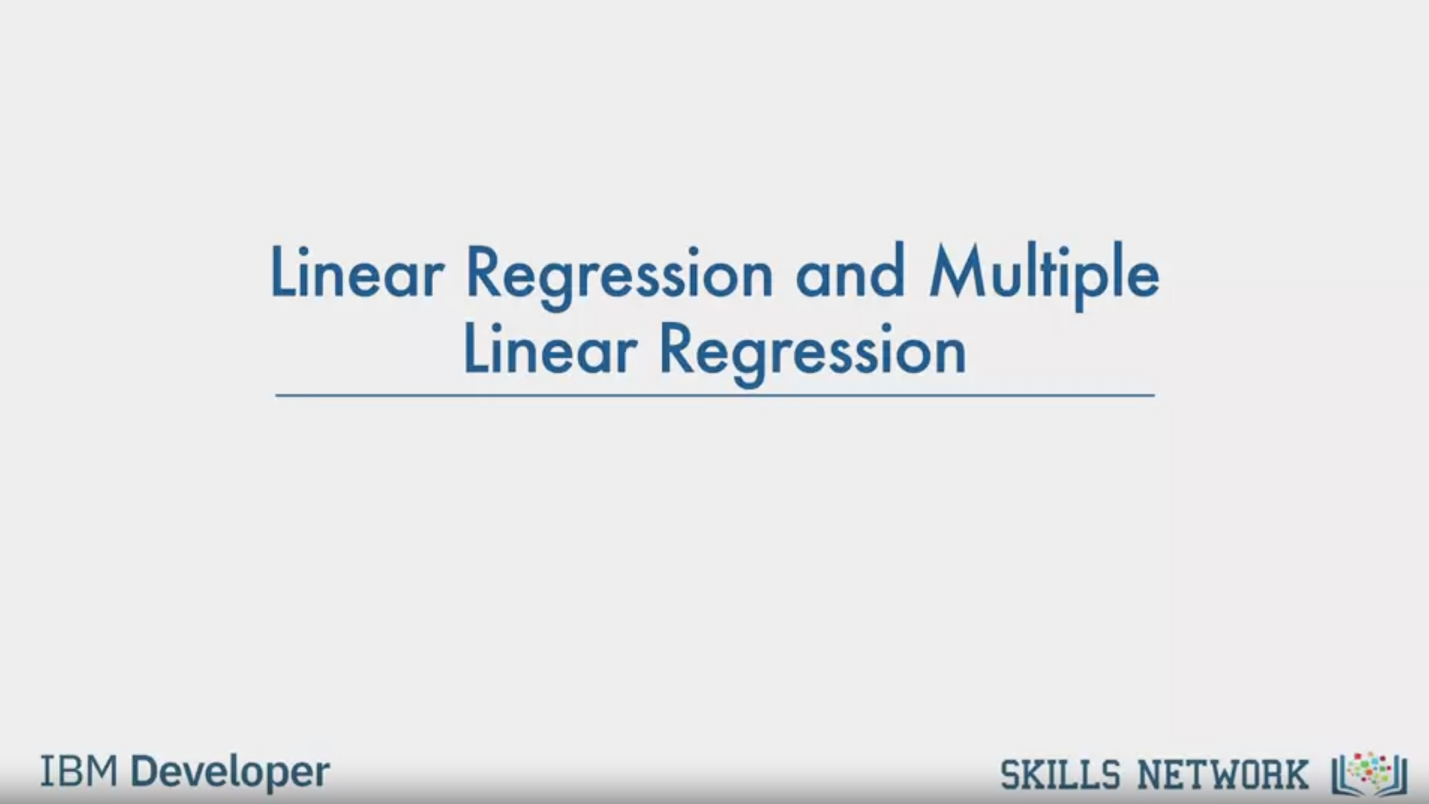 Linear Regression and Multiple
Linear Regression
IBM Developer
SKILLS NETWORK